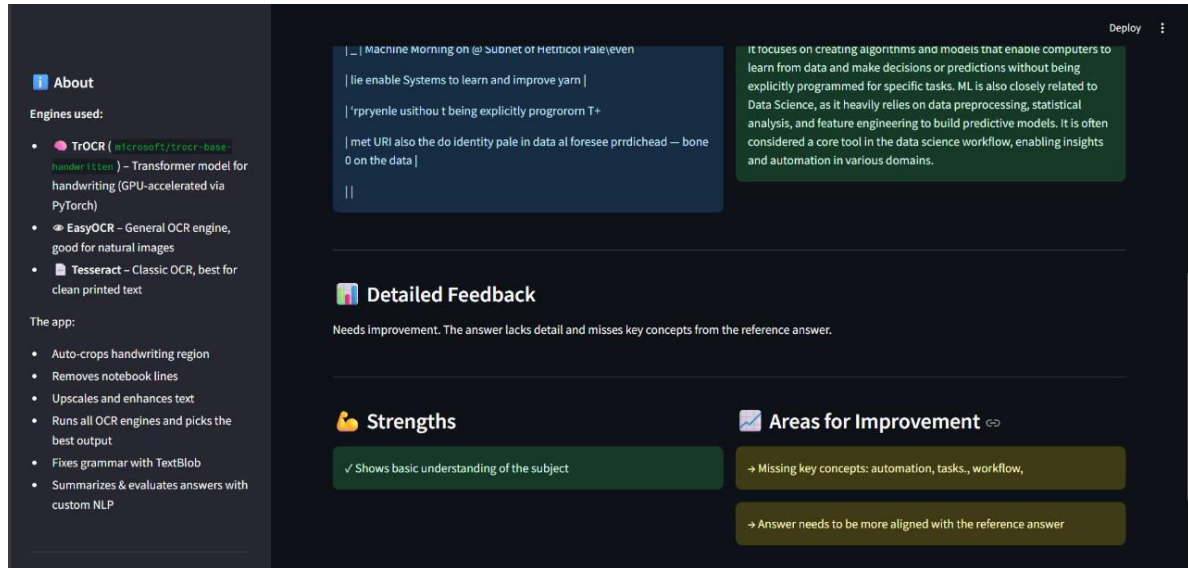 Deploy
About
Engines used:
TrOCR ( microsoft/trocr-base-
handwritten ) – Transformer model for
handwriting (GPU-accelerated via
PyTorch)
EasyOCR – General OCR engine,
good for natural images
Tesseract – Classic OCR, best for
clean printed text
The app:
Auto-crops handwriting region
Removes notebook lines
Upscales and enhances text
Runs all OCR engines and picks the
best output
Fixes grammar with TextBlob
Summarizes & evaluates answers with
custom NLP
| _ | Machine Morning on @ Subnet of Hetiticol Pale\even
| lie enable Systems to learn and improve yarn |
| 'rpryenle usithou t being explicitly progrororn T+
| met URI also the do identity pale in data al foresee prrdichead — bone
0 on the data |
| |
It focuses on creating algorithms and models that enable computers to
learn from data and make decisions or predictions without being
explicitly programmed for specific tasks. ML is also closely related to
Data Science, as it heavily relies on data preprocessing, statistical
analysis, and feature engineering to build predictive models. It is often
considered a core tool in the data science workflow, enabling insights
and automation in various domains.
Detailed Feedback
Needs improvement. The answer lacks detail and misses key concepts from the reference answer.
Strengths
✓ Shows basic understanding of the subject
Areas for Improvement
→ Missing key concepts: automation, tasks., workflow,
→ Answer needs to be more aligned with the reference answer